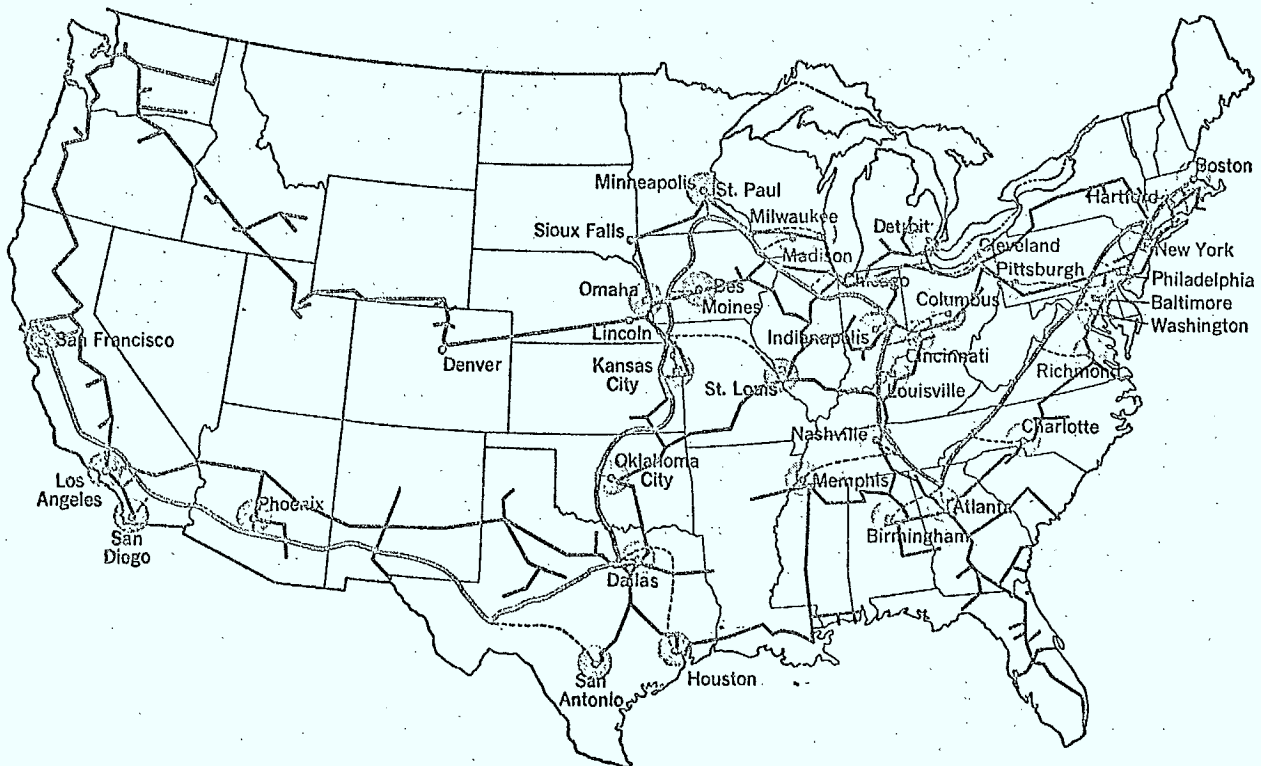 Minneapolis
St. Paul
Boston
Hartford
Milwaukee
Sioux Falls
Detroit
Madison
Cleveland
New York
Pittsburgh
Chicago
Philadelphia
Omaha
Des
Moines
Columbus
Baltimore
Lincoln
Indianapolis
Washington
San Francisco
Cincinnati
Denver
Kansas
City
St. Louis
Richmond
Louisville
Nashville
Charlotte
Oklahoma
City
Los
Angeles
Memphis
Phoenix
Atlanta
San
Diogo
Birmingham
Dallas
San
Antonio
Houston